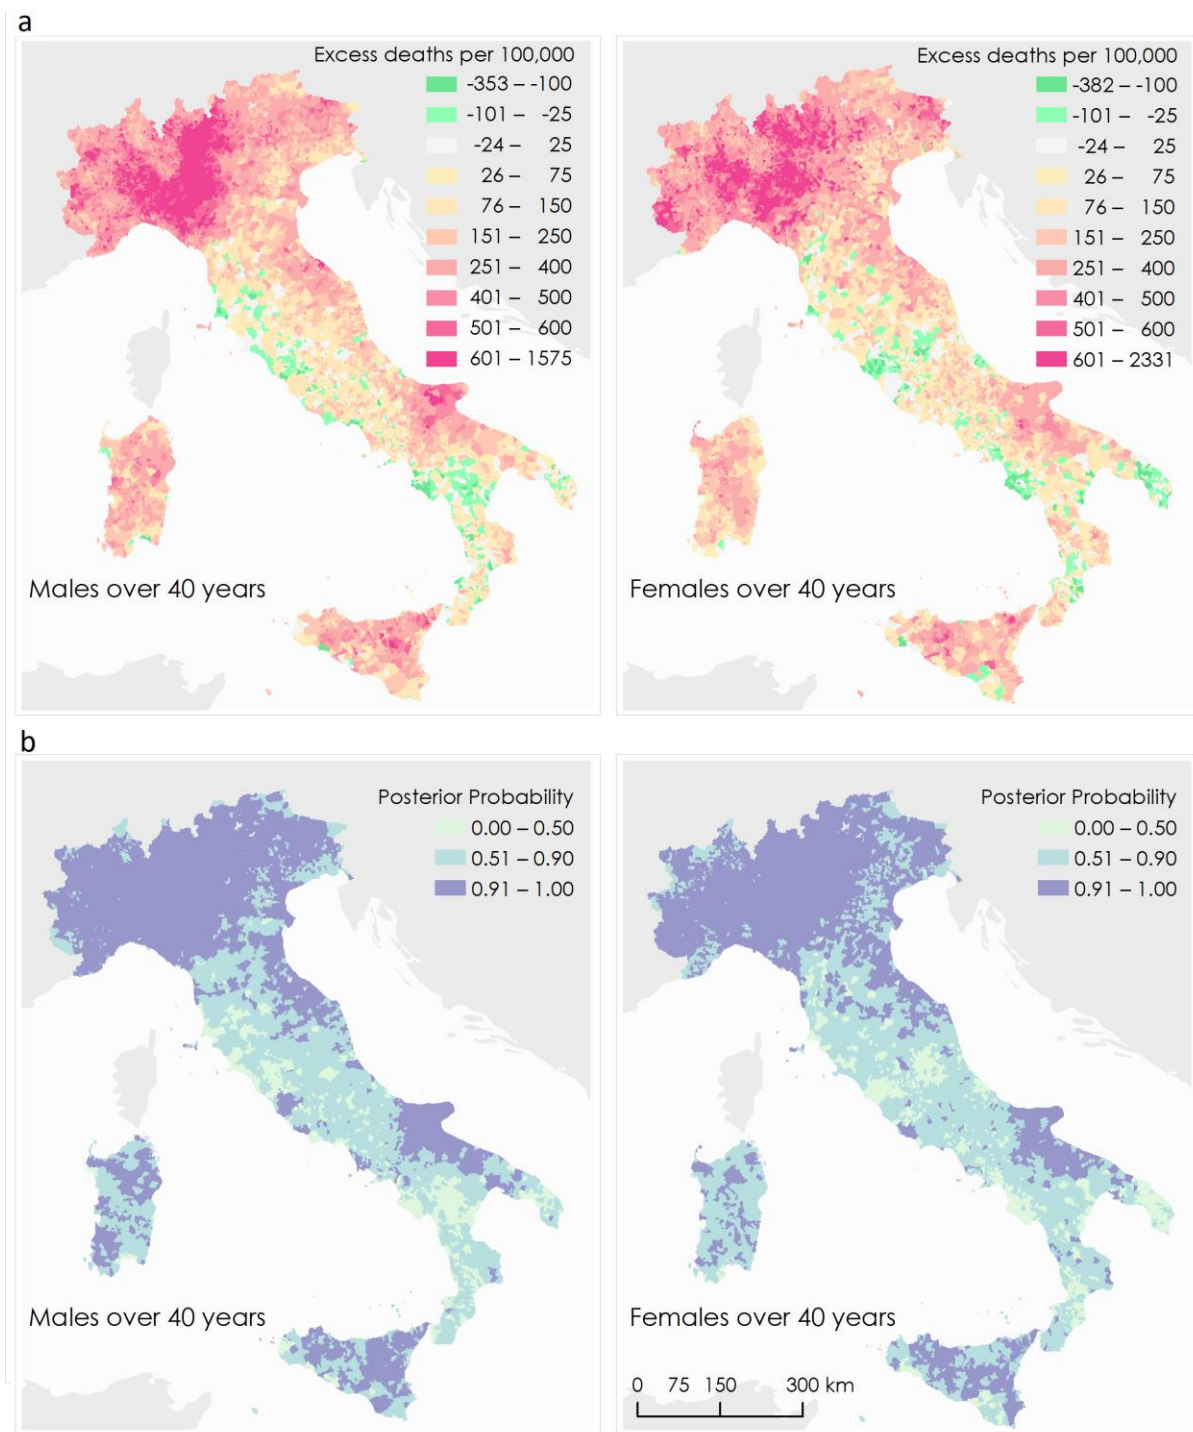 a
Excess deaths per 100,000
-353 – -100
-101 – -25
-24 – 25
26 – 75
76 – 150
151 – 250
251 – 400
401 – 500
501 – 600
601 – 1575
Males over 40 years
Excess deaths per 100,000
-382 – -100
-101 – -25
-24 – 25
26 – 75
76 – 150
151 – 250
251 – 400
401 – 500
501 – 600
601 – 2331
Females over 40 years
b
Posterior Probability
0.00 – 0.50
0.51 – 0.90
0.91 – 1.00
Males over 40 years
Posterior Probability
0.00 – 0.50
0.51 – 0.90
0.91 – 1.00
Females over 40 years
0 75 150 300 km